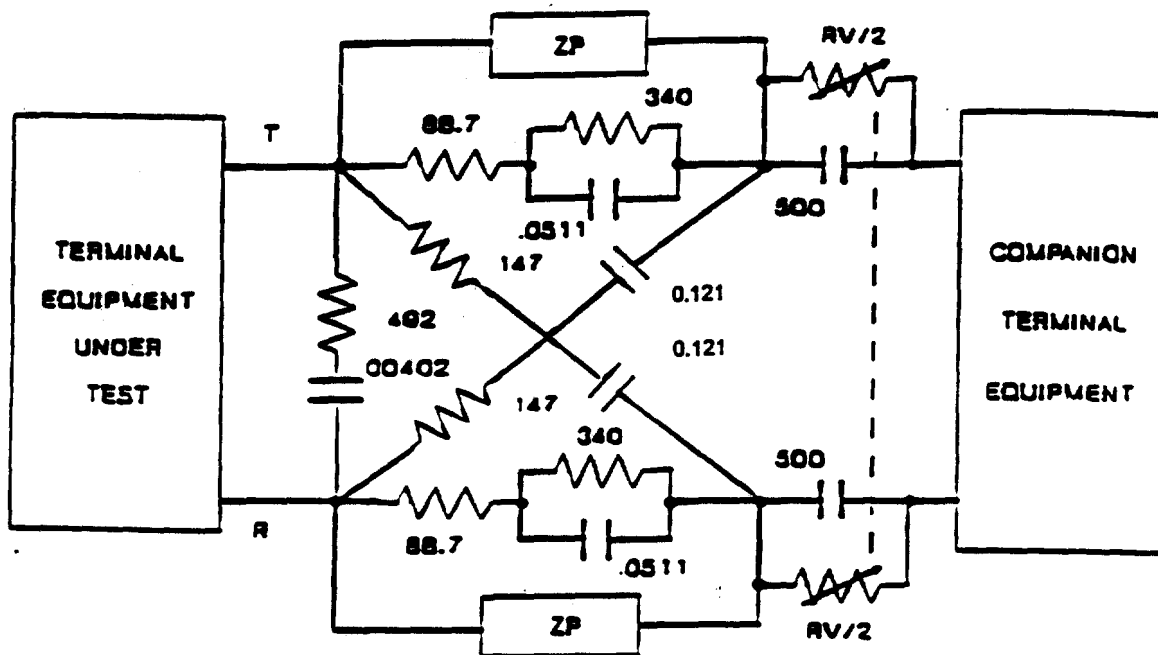 ZP
RV/2
340
88.7
T
.0511
500
TERMINAL
EQUIPMENT
UNDER
TEST
147
0.121
COMPANION
TERMINAL
EQUIPMENT
492
00402
0.121
147
340
500
R
88.7
.0511
ZP
RV/2